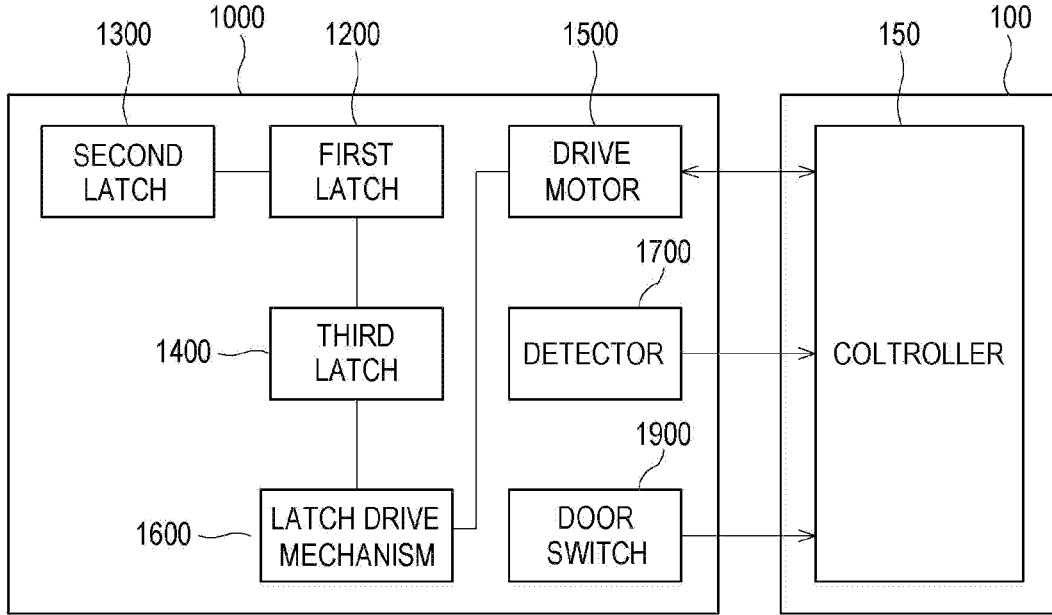 1000
100
1300
1200
1500
150
SECOND
LATCH
FIRST
LATCH
DRIVE
MOTOR
1700
1400
THIRD
LATCH
DETECTOR
COLTROLLER
1900
1600
LATCH DRIVE
MECHANISM
DOOR
SWITCH